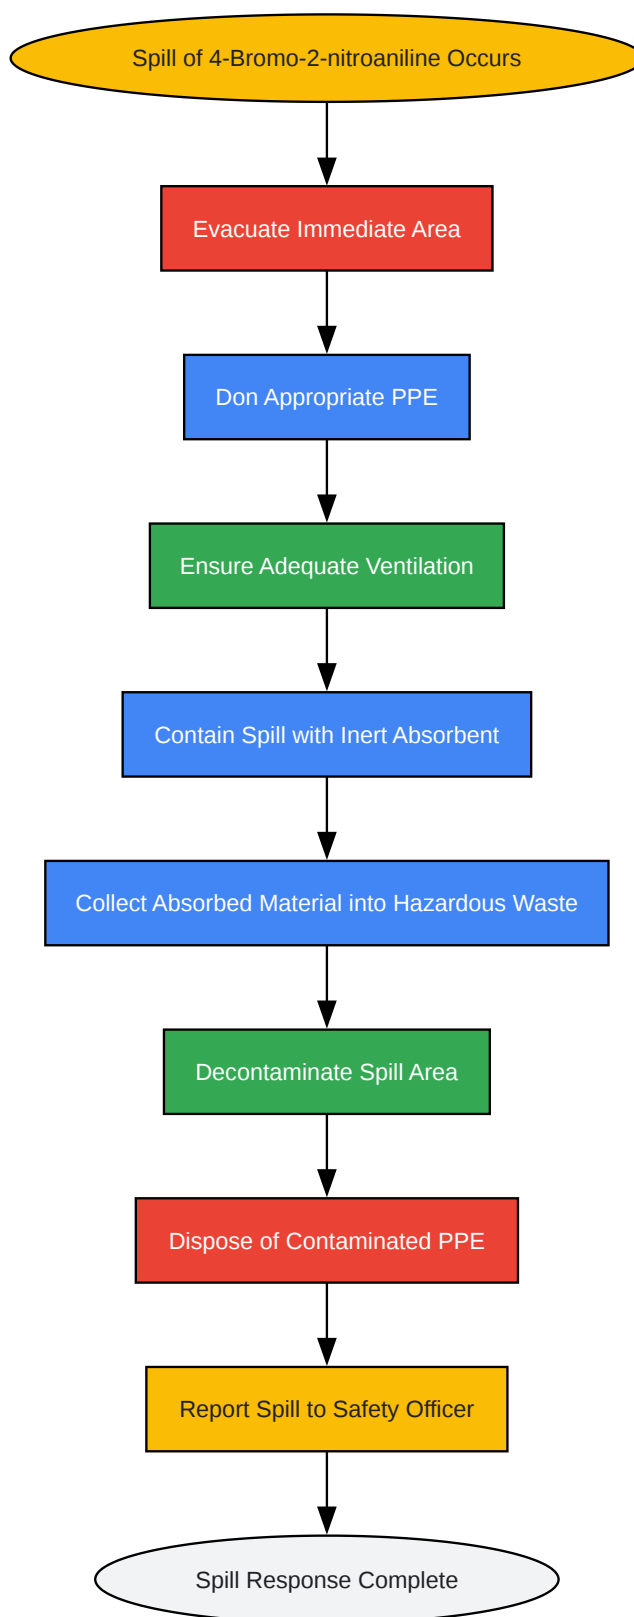 Spill of 4-Bromo-2-nitroaniline Occurs
Evacuate Immediate Area
Don Appropriate PPE
Ensure Adequate Ventilation
Contain Spill with Inert Absorbent
Collect Absorbed Material into Hazardous Waste
Decontaminate Spill Area
Dispose of Contaminated PPE
Report Spill to Safety Officer
Spill Response Complete